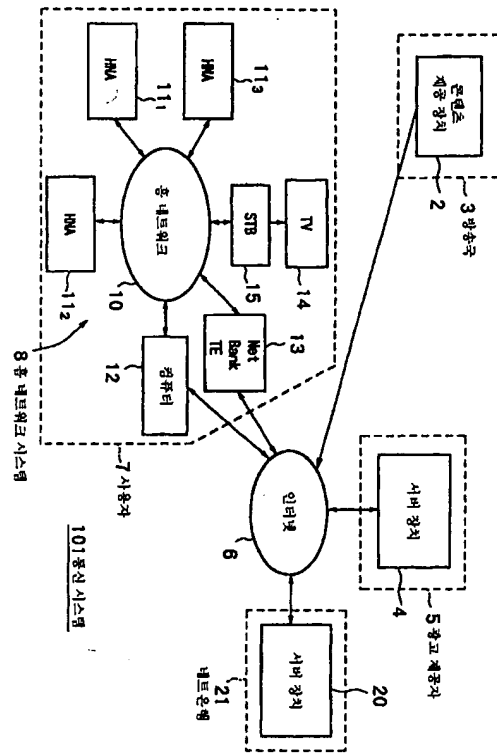 콘텐츠
제공 장치
2
3 방송국
HNA
11₁
HNA
11₃
HNA
11₂
홈 네트워크
10
STB
15
TV
14
Net
Bank
TE
13
컴퓨터
12
8 홈 네트워크 시스템
7 사용자
인터넷
6
서버 장치
4
5 광고 제공자
서버 장치
20
21
네트은행
101 통신 시스템